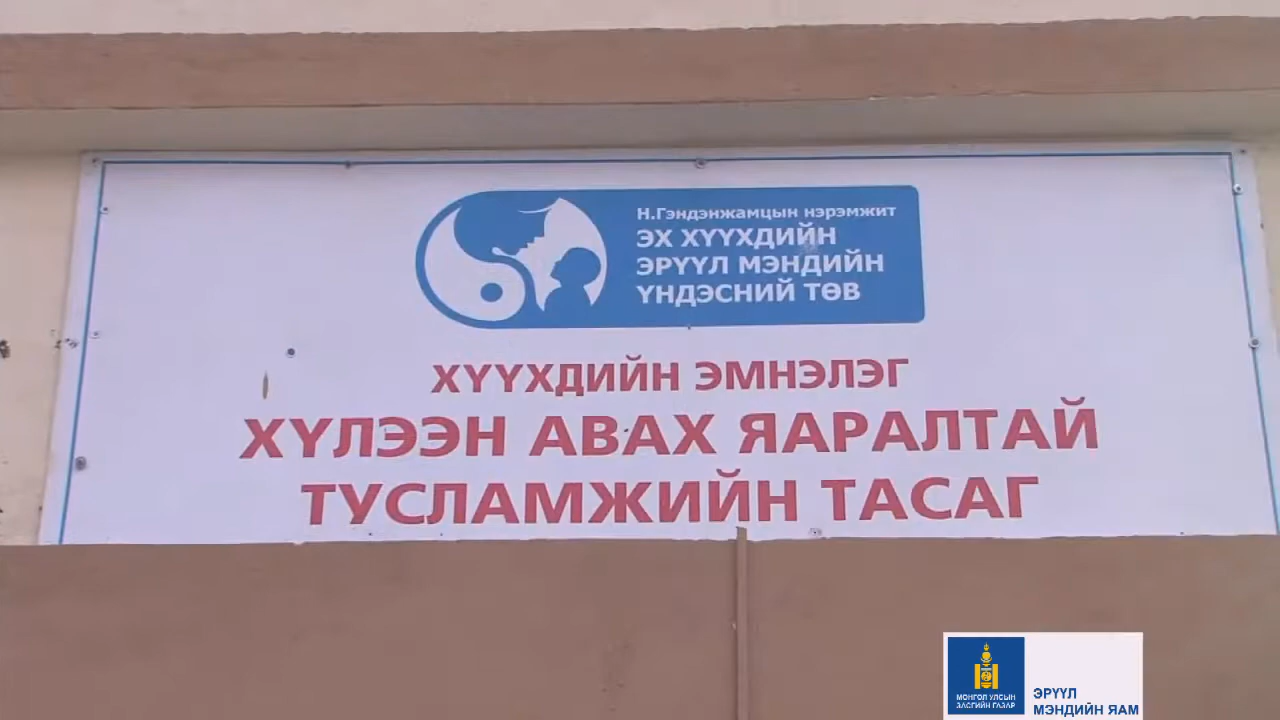 Н.Гэндэнжамцын нэрэмжит
ЭХ ХҮҮХДИЙН
ЭРҮҮЛ МЭНДИЙН
ҮНДЭСНИЙ ТӨВ
ХҮҮХДИЙН ЭМНЭЛЭГ
ХҮЛЭЭН АВАХ ЯАРАЛТАЙ
ТУСЛАМЖИЙН ТАСАГ
МОНГОЛ УЛСЫН
ЗАСГИЙН ГАЗАР
ЭРҮҮЛ
МЭНДИЙН ЯАМ